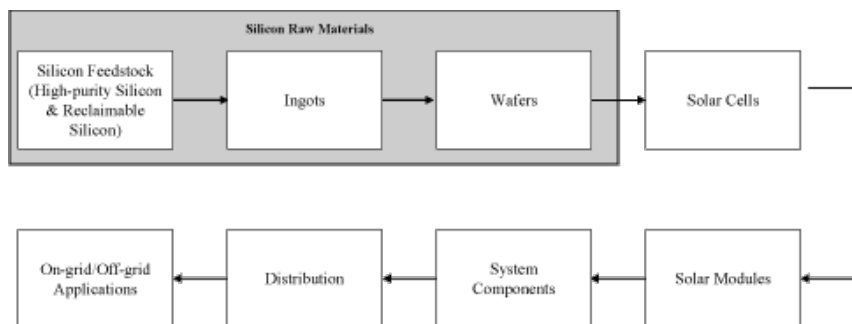 Silicon Raw Materials
Silicon Feedstock
(High-purity Silicon
& Reclaimable
Silicon)
Ingots
Wafers
Solar Cells
On-grid/Off-grid
Applications
Distribution
System
Components
Solar Modules